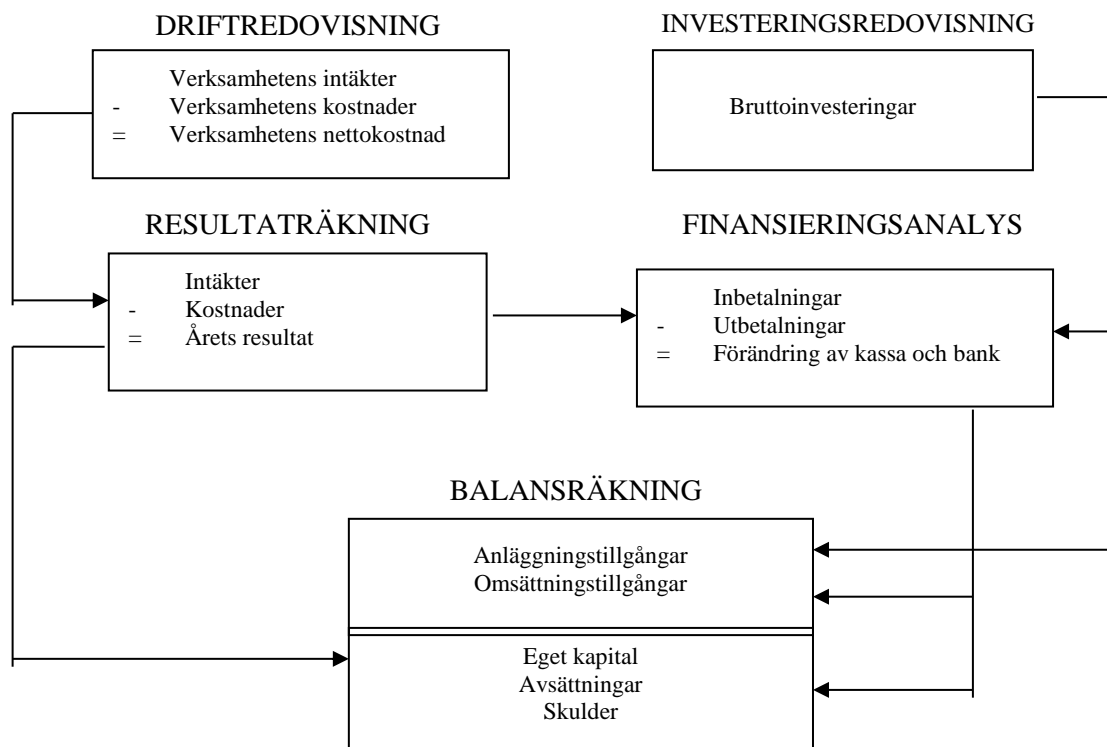 DRIFTREDOVISNING
Verksamhetens intäkter
- Verksamhetens kostnader
= Verksamhetens nettokostnad
INVESTERINGSREDOVISNING
Bruttoinvesteringar
RESULTATRÄKNING
Intäkter
- Kostnader
= Årets resultat
FINANSIERINGSANALYS
Inbetalningar
- Utbetalningar
= Förändring av kassa och bank
BALANSRÄKNING
Anläggningstillgångar
Omsättningstillgångar
Eget kapital
Avsättningar
Skulder